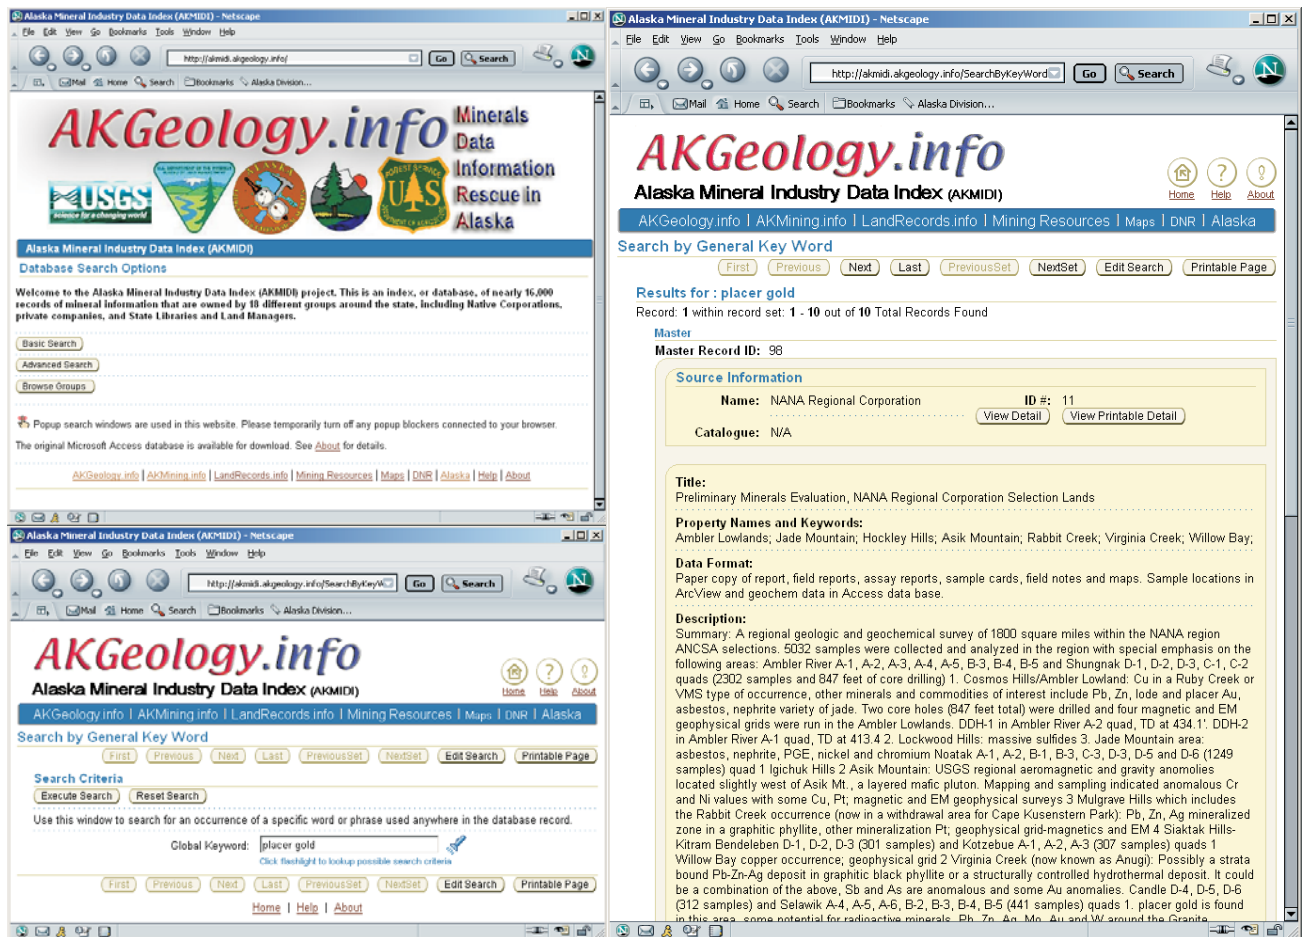 Alaska Mineral Industry Data Index (AKMIDI) - Netscape
File Edit View Go Bookmarks Tools Window Help
http://akmidi.akgeology.info/ Go Search
Mail Home Search Bookmarks Alaska Division...
AKGeology.info
Minerals
Data
Information
Rescue in
Alaska
USGS
science for a changing world
ALASKA
FOREST SERVICE
U S
DEPARTMENT OF AGRICULTURE
Alaska Mineral Industry Data Index (AKMIDI)
Database Search Options
Welcome to the Alaska Mineral Industry Data Index (AKMIDI) project. This is an index, or database, of nearly 16,000
records of mineral information that are owned by 18 different groups around the state, including Native Corporations,
private companies, and State Libraries and Land Managers.
Basic Search
Advanced Search
Browse Groups
Popup search windows are used in this website. Please temporarily turn off any popup blockers connected to your browser.
The original Microsoft Access database is available for download. See About for details.
AKGeology.info | AKMining.info | LandRecords.info | Mining Resources | Maps | DNR | Alaska | Help | About
Alaska Mineral Industry Data Index (AKMIDI) - Netscape
File Edit View Go Bookmarks Tools Window Help
http://akmidi.akgeology.info/SearchByKeyW Go Search
Mail Home Search Bookmarks Alaska Division...
AKGeology.info
Alaska Mineral Industry Data Index (AKMIDI)
Home Help About
AKGeology.info | AKMining.info | LandRecords.info | Mining Resources | Maps | DNR | Alaska
Search by General Key Word
First Previous Next Last PreviousSet NextSet Edit Search Printable Page
Search Criteria
Execute Search Reset Search
Use this window to search for an occurrence of a specific word or phrase used anywhere in the database record.
Global Keyword: placer gold
Click flashlight to lookup possible search criteria
First Previous Next Last PreviousSet NextSet Edit Search Printable Page
Home | Help | About
Alaska Mineral Industry Data Index (AKMIDI) - Netscape
File Edit View Go Bookmarks Tools Window Help
http://akmidi.akgeology.info/SearchByKeyWord Go Search
Mail Home Search Bookmarks Alaska Division...
AKGeology.info
Alaska Mineral Industry Data Index (AKMIDI)
Home Help About
AKGeology.info | AKMining.info | LandRecords.info | Mining Resources | Maps | DNR | Alaska
Search by General Key Word
First Previous Next Last PreviousSet NextSet Edit Search Printable Page
Results for : placer gold
Record: 1 within record set: 1 - 10 out of 10 Total Records Found
Master
Master Record ID: 98
Source Information
Name: NANA Regional Corporation ID #: 11
View Detail View Printable Detail
Catalogue: N/A
Title:
Preliminary Minerals Evaluation, NANA Regional Corporation Selection Lands
Property Names and Keywords:
Ambler Lowlands; Jade Mountain; Hockley Hills; Asik Mountain; Rabbit Creek; Virginia Creek; Willow Bay;
Data Format:
Paper copy of report, field reports, assay reports, sample cards, field notes and maps. Sample locations in
ArcView and geochem data in Access data base.
Description:
Summary: A regional geologic and geochemical survey of 1800 square miles within the NANA region
ANCSA selections. 5032 samples were collected and analyzed in the region with special emphasis on the
following areas: Ambler River A-1, A-2, A-3, A-4, A-5, B-3, B-4, B-5 and Shungnak D-1, D-2, D-3, C-1, C-2
quads (2302 samples and 847 feet of core drilling) 1. Cosmos Hills/Ambler Lowland: Cu in a Ruby Creek or
VMS type of occurrence, other minerals and commodities of interest include Pb, Zn, lode and placer Au,
asbestos, nephrite variety of jade. Two core holes (847 feet total) were drilled and four magnetic and EM
geophysical grids were run in the Ambler Lowlands. DDH-1 in Ambler River A-2 quad, TD at 434.1'. DDH-2
in Ambler River A-1 quad, TD at 413.4 2. Lockwood Hills: massive sulfides 3. Jade Mountain area:
asbestos, nephrite, PGE, nickel and chromium Noatak A-1, A-2, B-1, B-3, C-3, D-3, D-5 and D-6 (1249
samples) quad 1 Igichuk Hills 2 Asik Mountain: USGS regional aeromagnetic and gravity anomolies
located slightly west of Asik Mt., a layered mafic pluton. Mapping and sampling indicated anomalous Cr
and Ni values with some Cu, Pt; magnetic and EM geophysical surveys 3 Mulgrave Hills which includes
the Rabbit Creek occurrence (now in a withdrawal area for Cape Kusenstern Park): Pb, Zn, Ag mineralized
zone in a graphitic phyllite, other mineralization Pt; geophysical grid-magnetics and EM 4 Siaktak Hills-
Kitram Bendeleben D-1, D-2, D-3 (301 samples) and Kotzebue A-1, A-2, A-3 (307 samples) quads 1
Willow Bay copper occurrence; geophysical grid 2 Virginia Creek (now known as Anugi): Possibly a strata
bound Pb-Zn-Ag deposit in graphitic black phyllite or a structurally controlled hydrothermal deposit. It could
be a combination of the above, Sb and As are anomalous and some Au anomalies. Candle D-4, D-5, D-6
(312 samples) and Selawik A-4, A-5, A-6, B-2, B-3, B-4, B-5 (441 samples) quads 1. placer gold is found
in this area, some potential for radioactive minerals, Pb, Zn, Ag, Mo, Au and W around the Granite